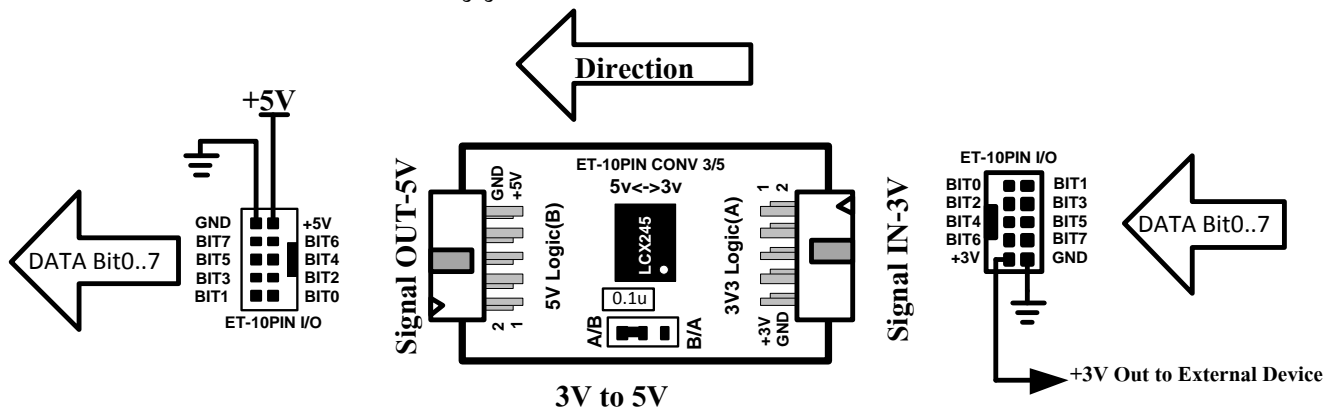 Direction
+5V
GND
+5V
BIT7
BIT6
BIT5
BIT4
BIT3
BIT2
BIT1
BIT0
ET-10PIN I/O
DATA Bit0..7
Signal OUT-5V
ET-10PIN CONV 3/5
5v<->3v
GND
+5V
2
1
5V Logic(B)
LCX245
0.1u
A/B
B/A
3V3 Logic(A)
1
2
+3V
GND
Signal IN-3V
3V to 5V
ET-10PIN I/O
BIT0
BIT1
BIT2
BIT3
BIT4
BIT5
BIT6
BIT7
+3V
GND
DATA Bit0..7
+3V Out to External Device